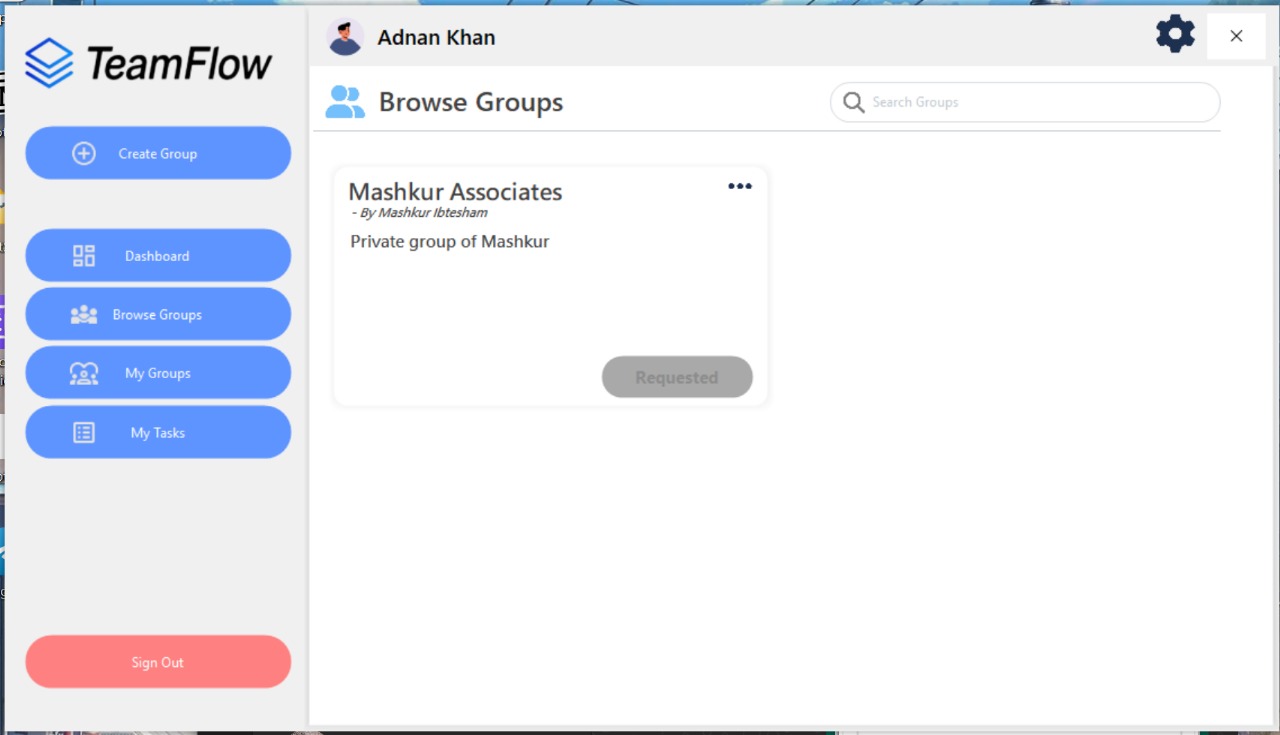 TeamFlow
Adnan Khan
Browse Groups
Search Groups
Create Group
Mashkur Associates
- By Mashkur Ibtesham
Private group of Mashkur
Requested
Dashboard
Browse Groups
My Groups
My Tasks
Sign Out